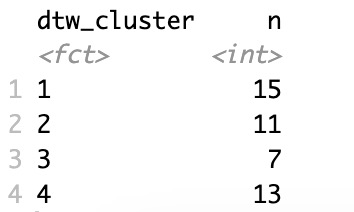 dtw_cluster n
<fct> <int>
1 1 15
2 2 11
3 3 7
4 4 13